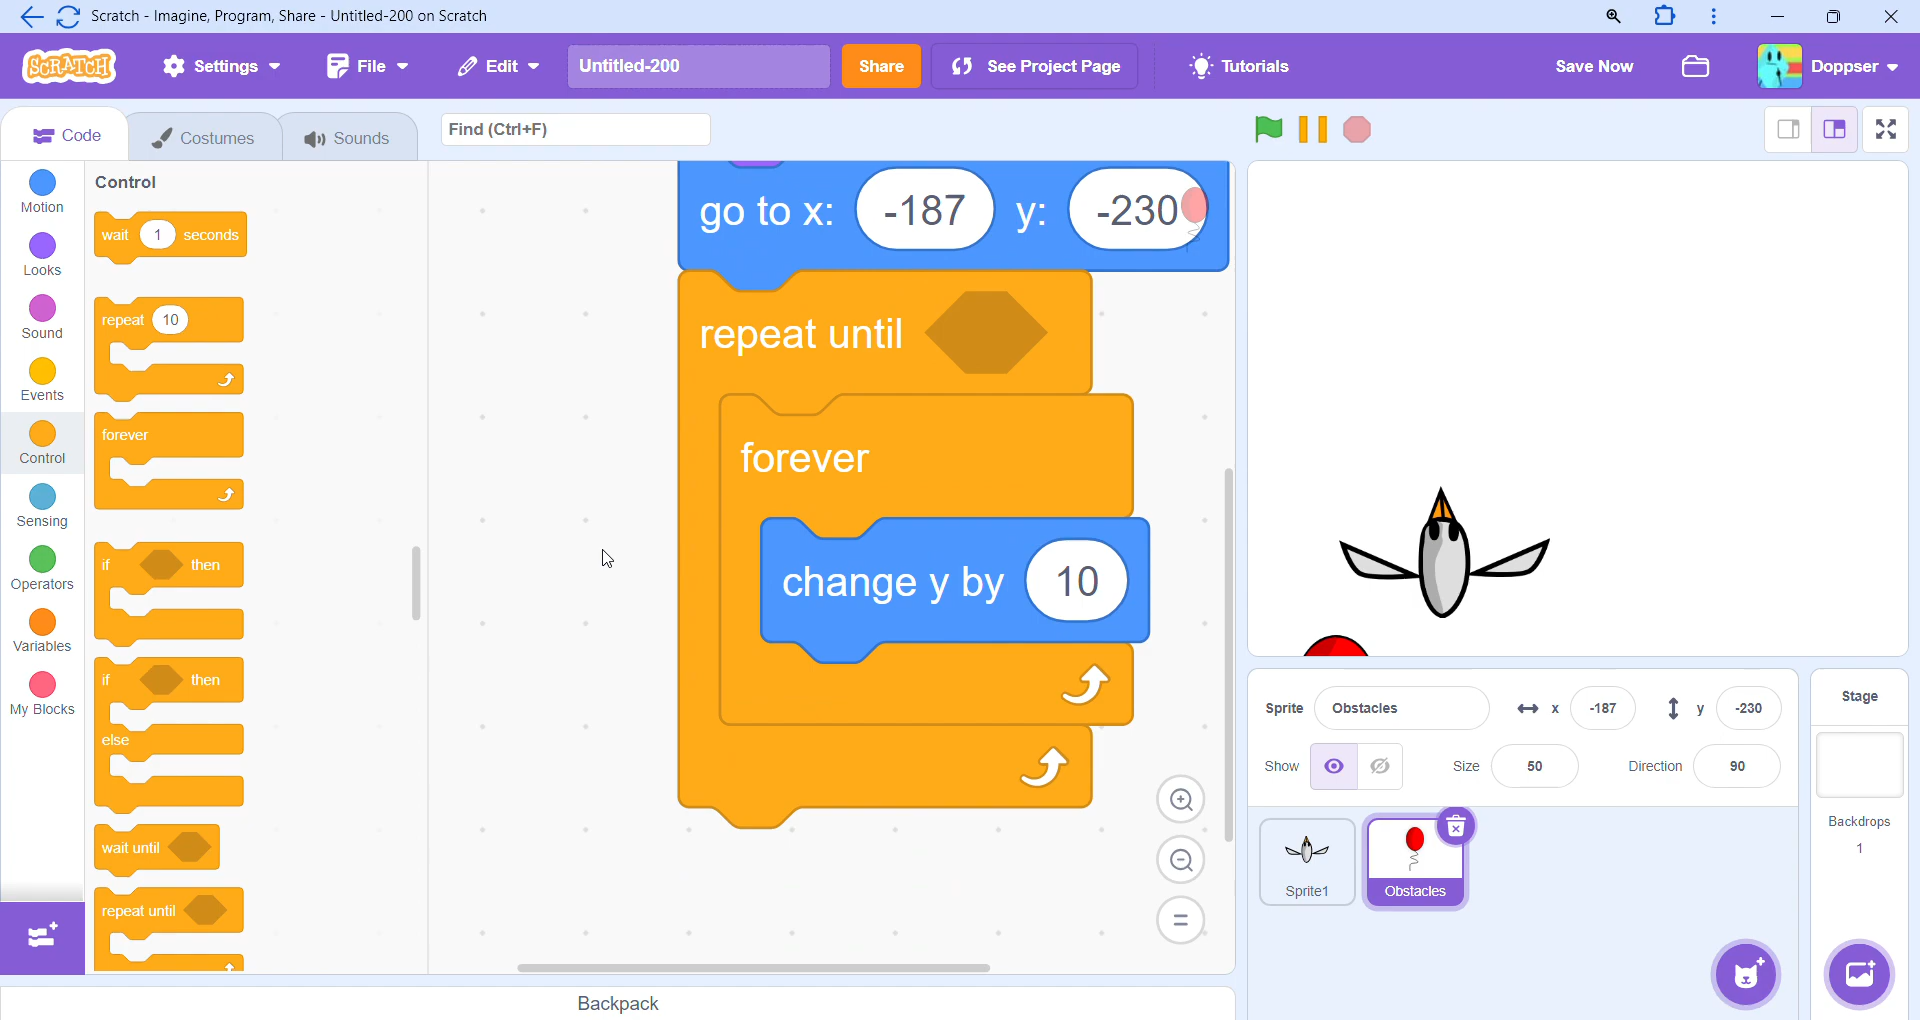 Scratch - Imagine, Program, Share - Untitled-200 on Scratch
SCRATCH
Settings
File
Edit
Untitled-200
Share
See Project Page
Tutorials
Save Now
Doppser
Code
Costumes
Sounds
Find (Ctrl+F)
Motion
Looks
Sound
Events
Control
Sensing
Operators
Variables
My Blocks
Control
wait 1 seconds
repeat 10
forever
if then
if then
else
wait until
repeat until
go to x: -187 y: -230
repeat until
forever
change y by 10
Backpack
Sprite Obstacles x -187 y -230
Show Size 50 Direction 90
Sprite1
Obstacles
Stage
Backdrops
1